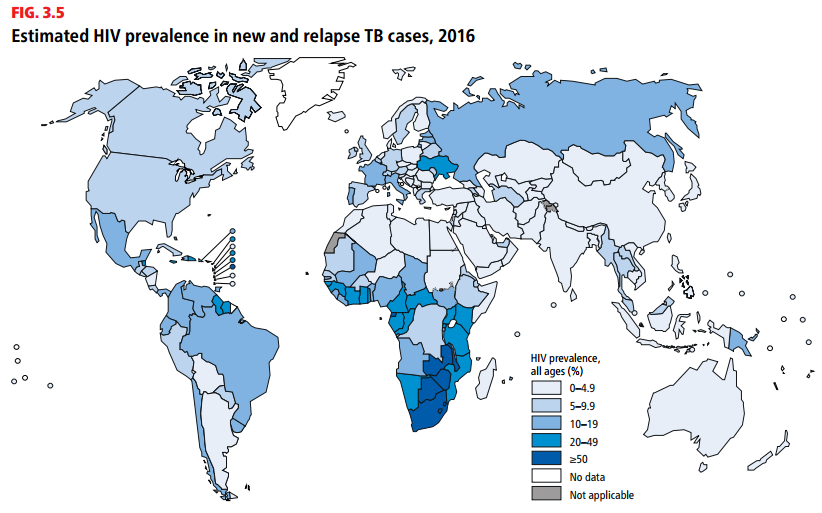 FIG. 3.5
Estimated HIV prevalence in new and relapse TB cases, 2016
HIV prevalence,
all ages (%)
0–4.9
5–9.9
10–19
20–49
≥50
No data
Not applicable